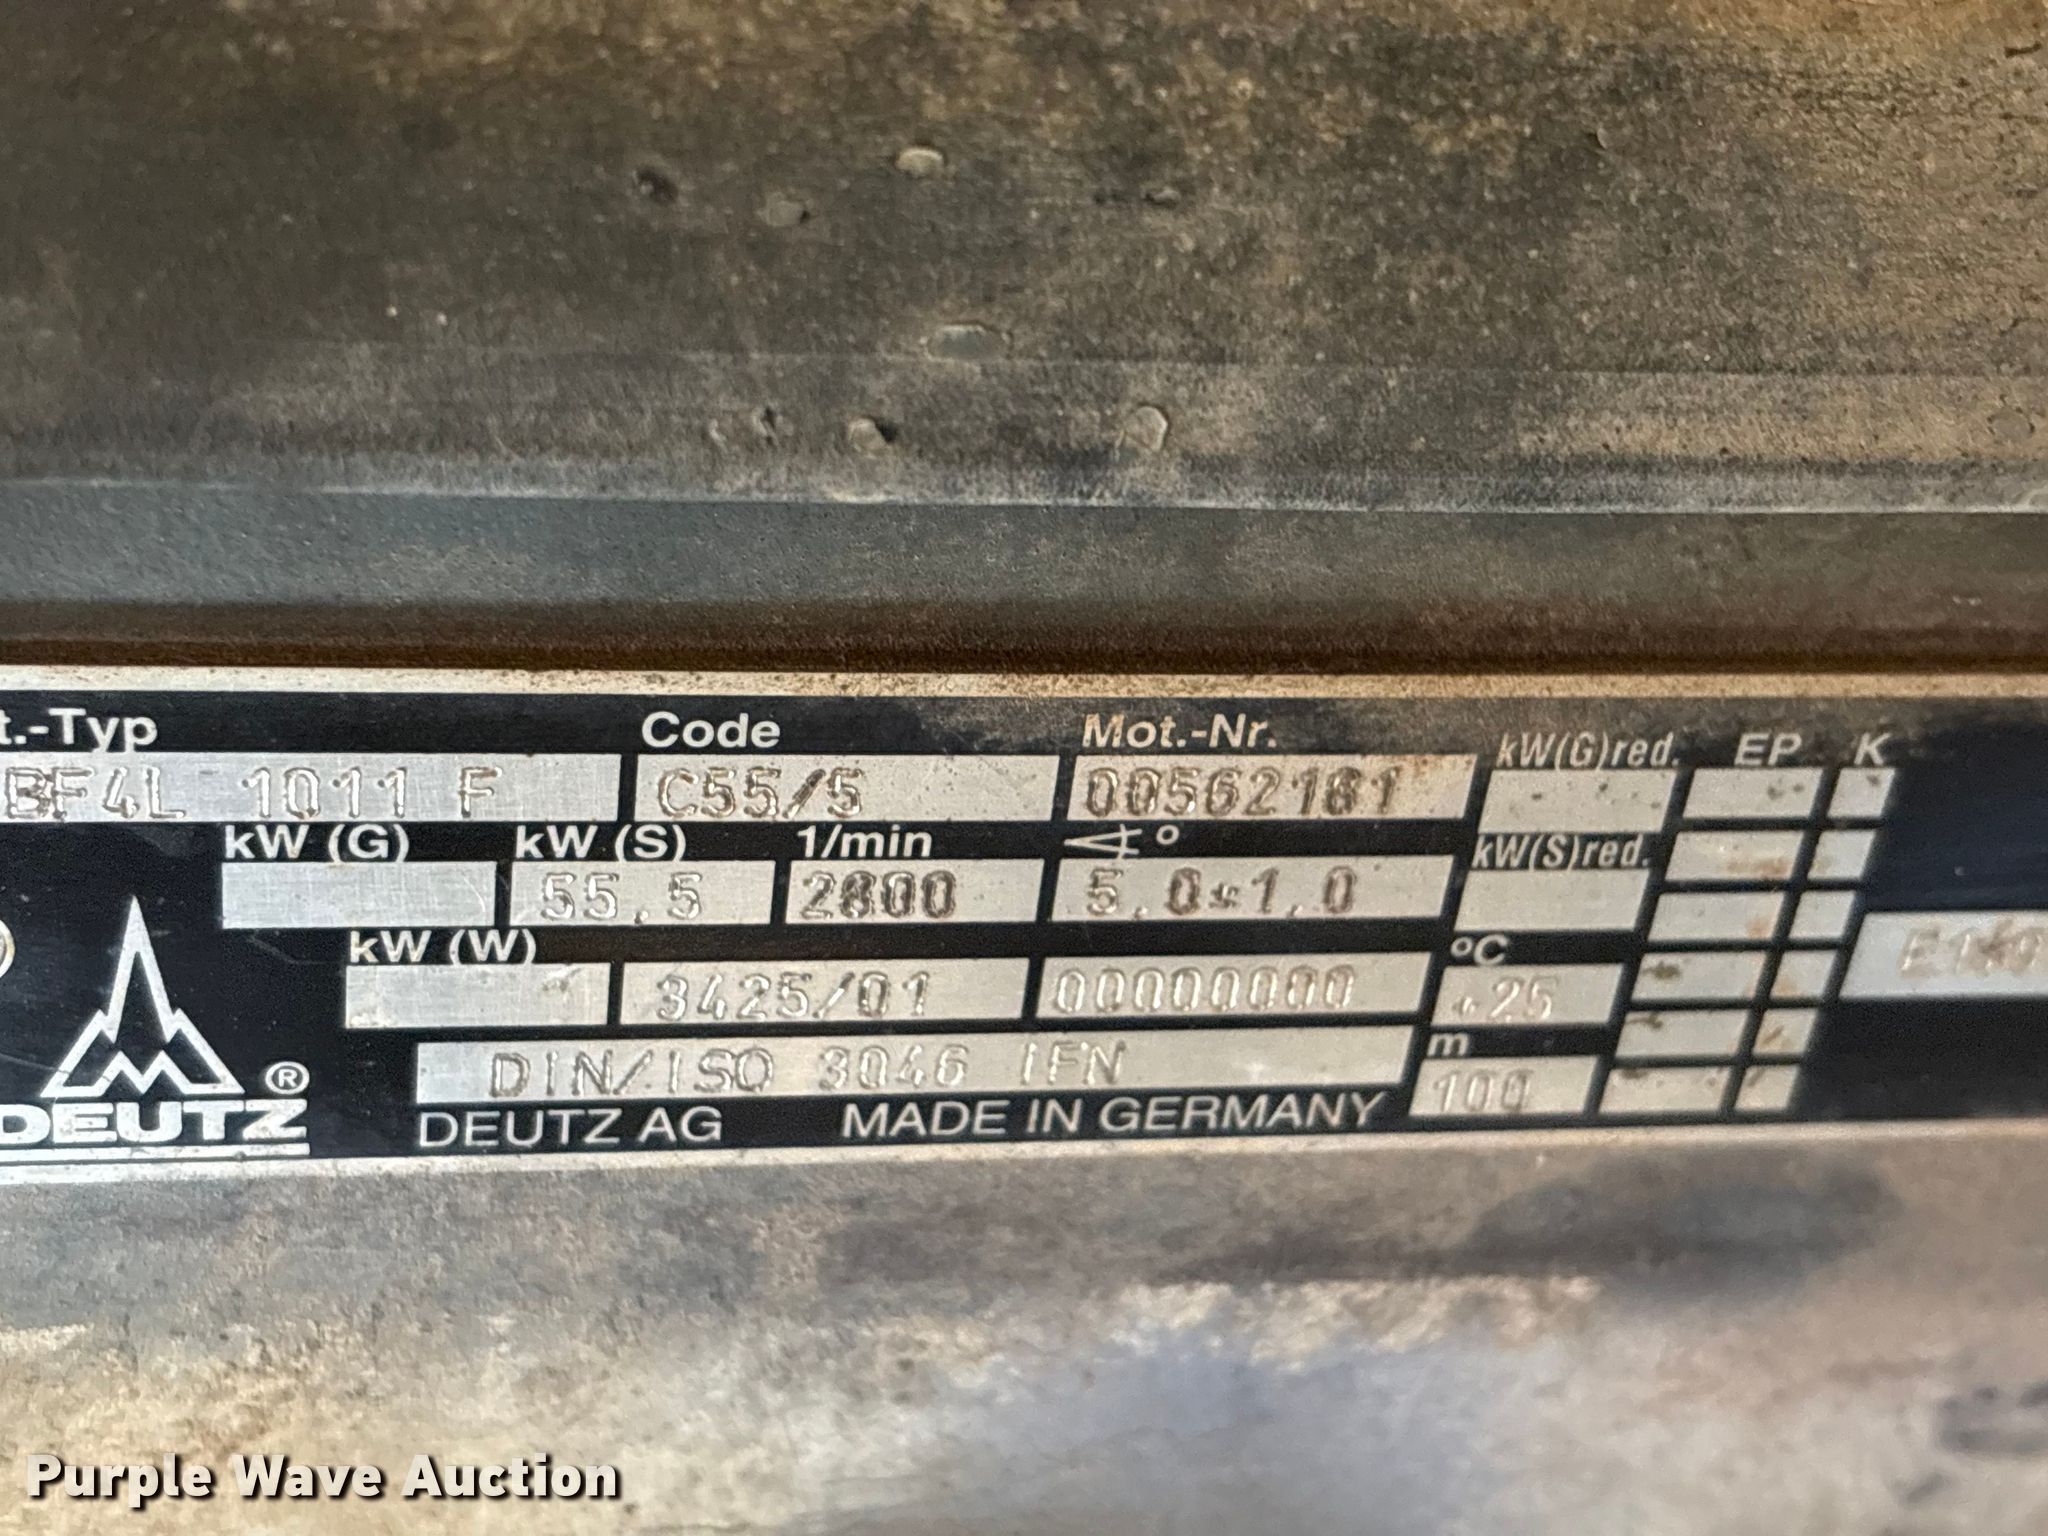 t.-Typ Code Mot.-Nr. kW(G)red. EP K
BF4L 1011 F C55/5 00562181
kW (G) kW (S) 1/min ° kW(S)red.
55,5 2800 5,0±1,0
kW (W) °C
3425/01 00000000 +25
DIN/ISO 3046 IFN m
100
DEUTZ ®
DEUTZ AG MADE IN GERMANY
Purple Wave Auction